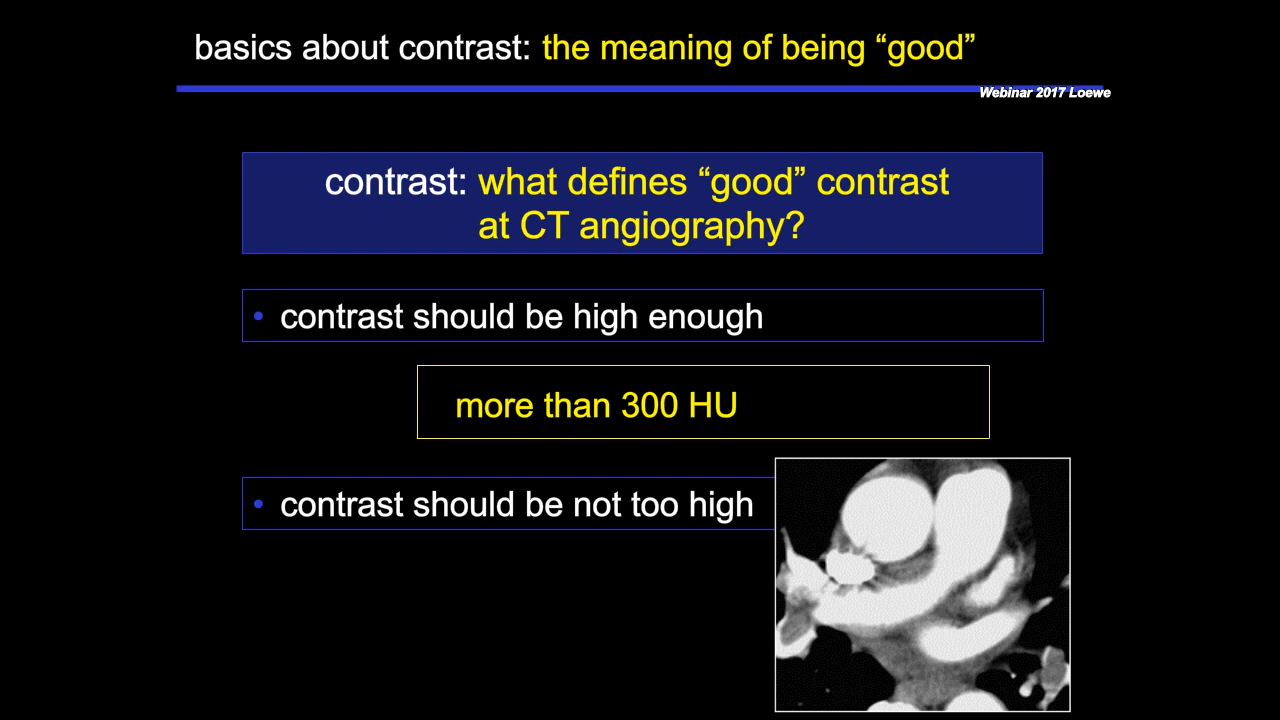 basics about contrast: the meaning of being “good”
Webinar 2017 Loewe
contrast: what defines “good” contrast
at CT angiography?
• contrast should be high enough
more than 300 HU
• contrast should be not too high